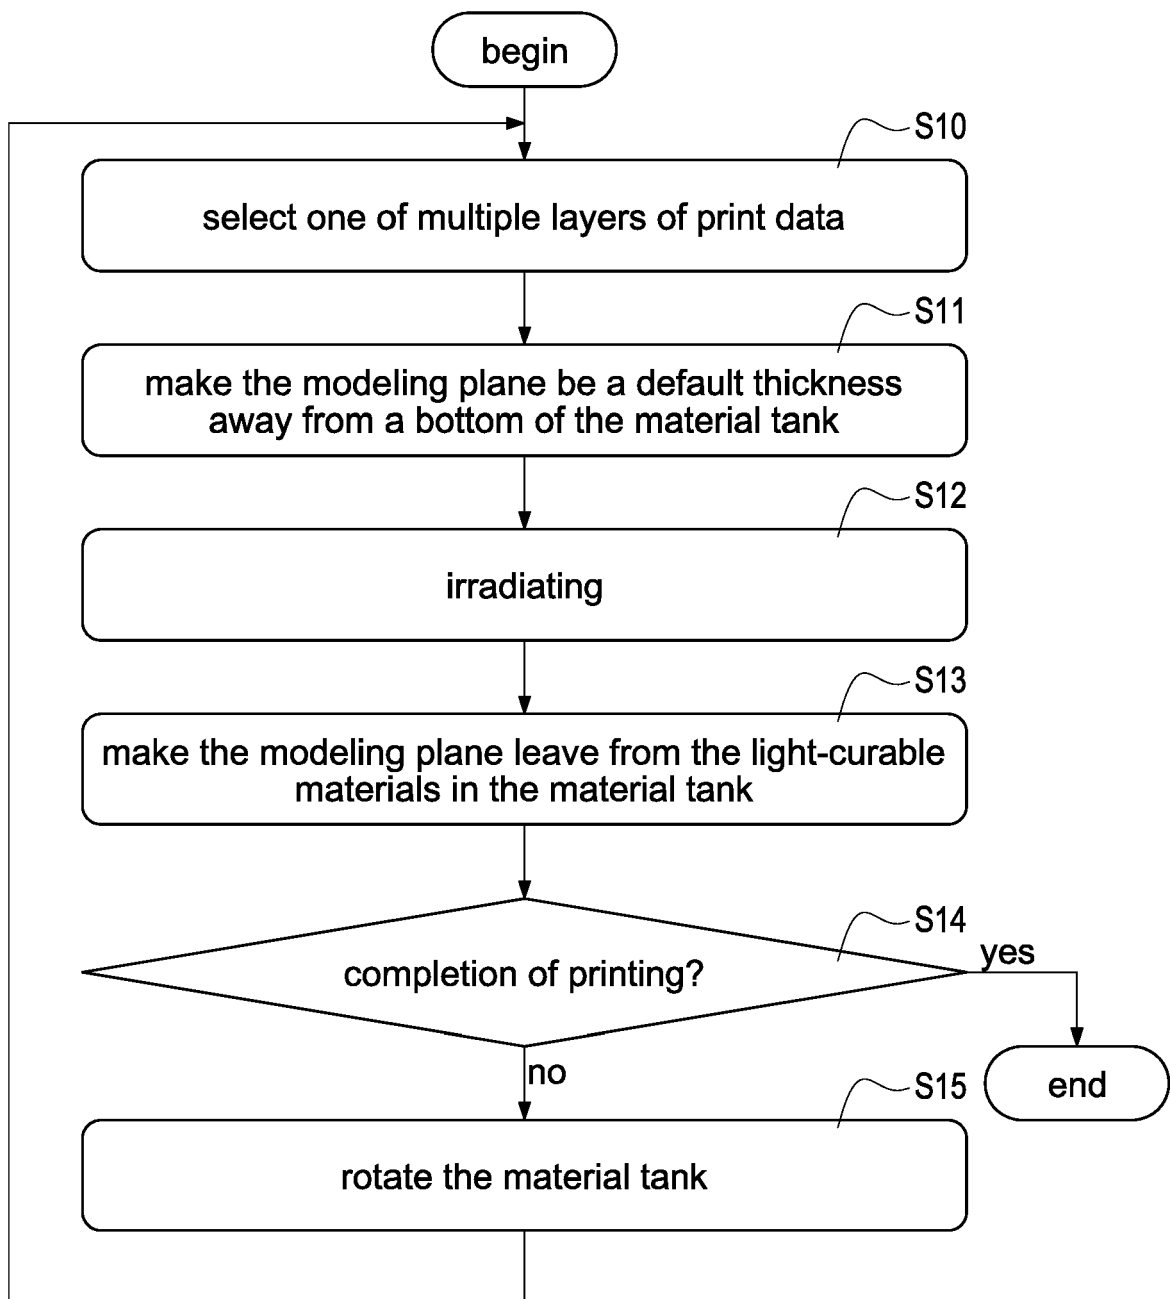 begin
S10
select one of multiple layers of print data
S11
make the modeling plane be a default thickness
away from a bottom of the material tank
S12
irradiating
S13
make the modeling plane leave from the light-curable
materials in the material tank
S14
completion of printing?
yes
no
end
S15
rotate the material tank